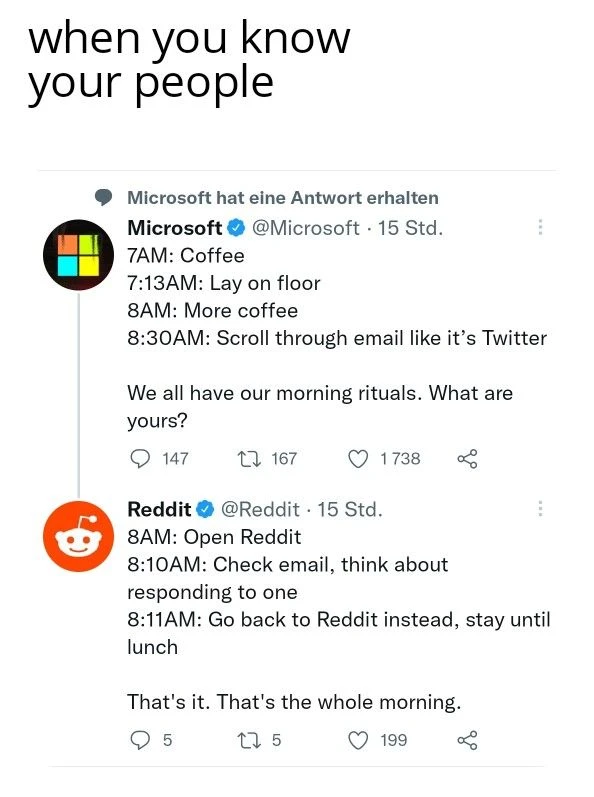 when you know
your people
Microsoft hat eine Antwort erhalten
Microsoft @Microsoft · 15 Std.
7AM: Coffee
7:13AM: Lay on floor
8AM: More coffee
8:30AM: Scroll through email like it’s Twitter
We all have our morning rituals. What are
yours?
147 167 1 738
Reddit @Reddit · 15 Std.
8AM: Open Reddit
8:10AM: Check email, think about
responding to one
8:11AM: Go back to Reddit instead, stay until
lunch
That's it. That's the whole morning.
5 5 199